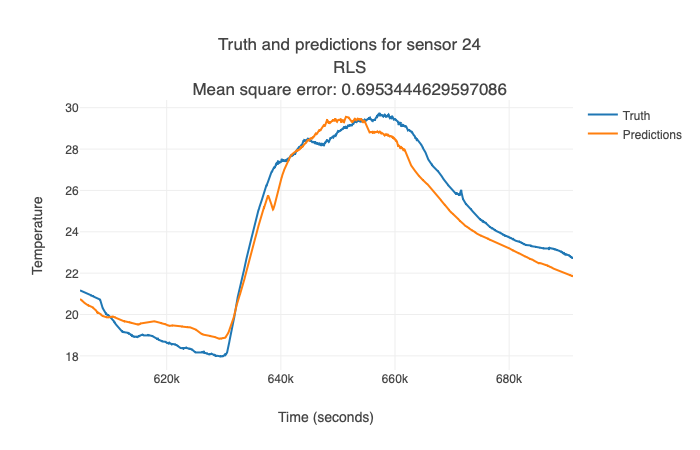 Truth and predictions for sensor 24
RLS
Mean square error: 0.6953444629597086
30
28
26
24
22
20
18
Temperature
620k
640k
660k
680k
Time (seconds)
Truth
Predictions